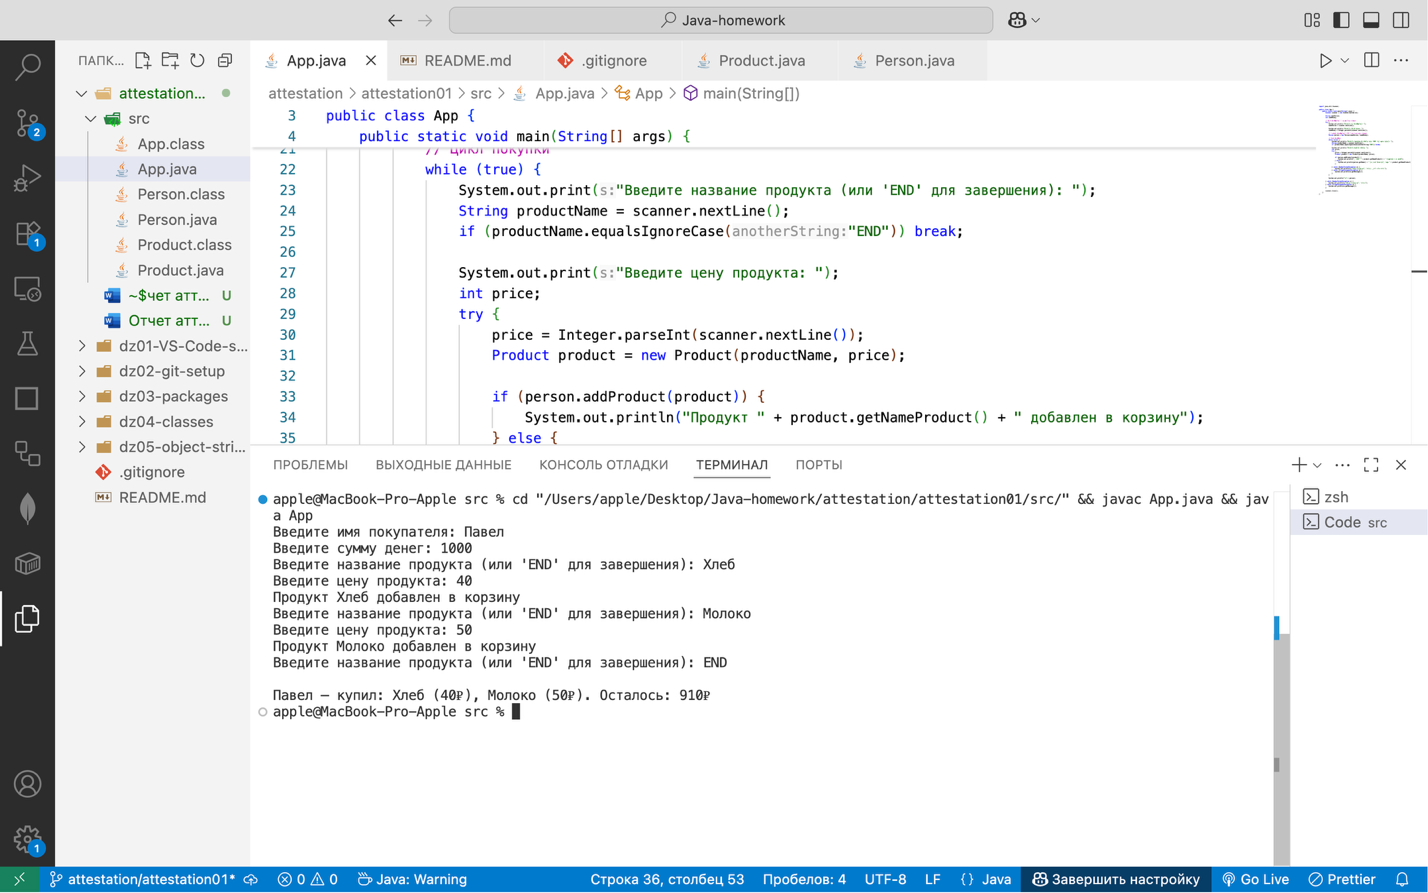 Java-homework
ПАПК...
App.java
README.md
.gitignore
Product.java
Person.java
attestation > attestation01 > src > App.java > App > main(String[])
attestation...
src
App.class
App.java
Person.class
Person.java
Product.class
Product.java
~$чет атт... U
Отчет атт... U
dz01-VS-Code-s...
dz02-git-setup
dz03-packages
dz04-classes
dz05-object-stri...
.gitignore
README.md
2
1
1
3 public class App {
4 public static void main(String[] args) {
21 // Цикл покупки
22 while (true) {
23 System.out.print(s:"Введите название продукта (или 'END' для завершения): ");
24 String productName = scanner.nextLine();
25 if (productName.equalsIgnoreCase(anotherString:"END")) break;
26
27 System.out.print(s:"Введите цену продукта: ");
28 int price;
29 try {
30 price = Integer.parseInt(scanner.nextLine());
31 Product product = new Product(productName, price);
32
33 if (person.addProduct(product)) {
34 System.out.println("Продукт " + product.getNameProduct() + " добавлен в корзину");
35 } else {
ПРОБЛЕМЫ ВЫХОДНЫЕ ДАННЫЕ КОНСОЛЬ ОТЛАДКИ ТЕРМИНАЛ ПОРТЫ
apple@MacBook-Pro-Apple src % cd "/Users/apple/Desktop/Java-homework/attestation/attestation01/src/" && javac App.java && jav
a App
Введите имя покупателя: Павел
Введите сумму денег: 1000
Введите название продукта (или 'END' для завершения): Хлеб
Введите цену продукта: 40
Продукт Хлеб добавлен в корзину
Введите название продукта (или 'END' для завершения): Молоко
Введите цену продукта: 50
Продукт Молоко добавлен в корзину
Введите название продукта (или 'END' для завершения): END
Павел — купил: Хлеб (40₽), Молоко (50₽). Осталось: 910₽
apple@MacBook-Pro-Apple src %
zsh
Code src
attestation/attestation01* 0 0 Java: Warning Строка 36, столбец 53 Пробелов: 4 UTF-8 LF {} Java Завершить настройку Go Live Prettier